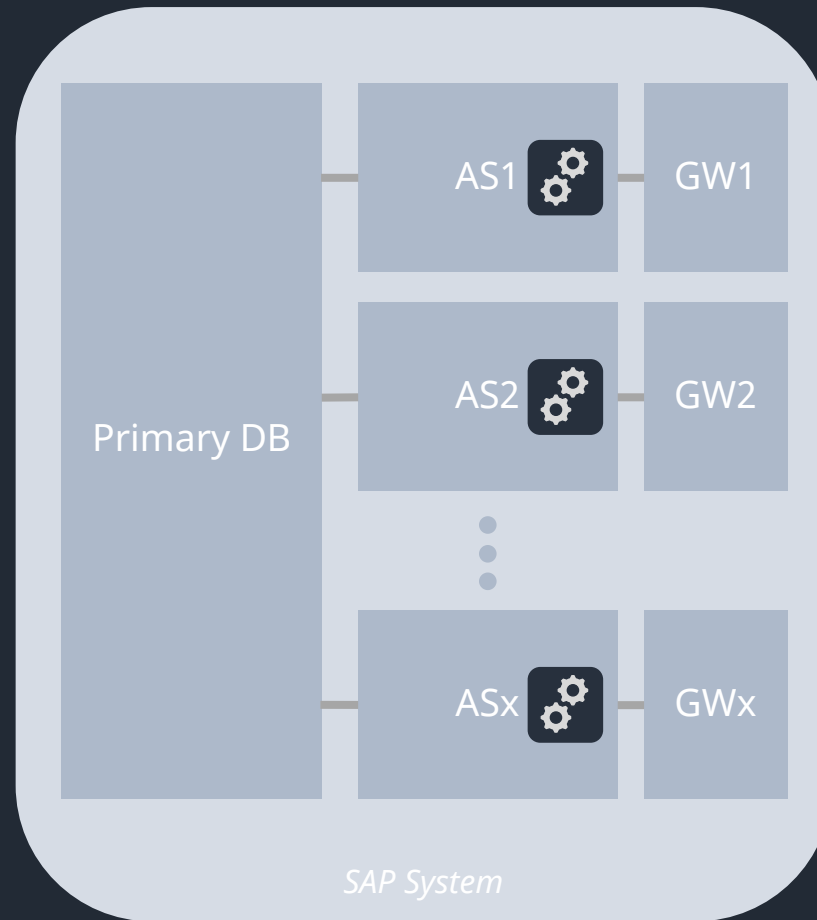 AS1
GW1
AS2
GW2
Primary DB
ASx
GWx
SAP System